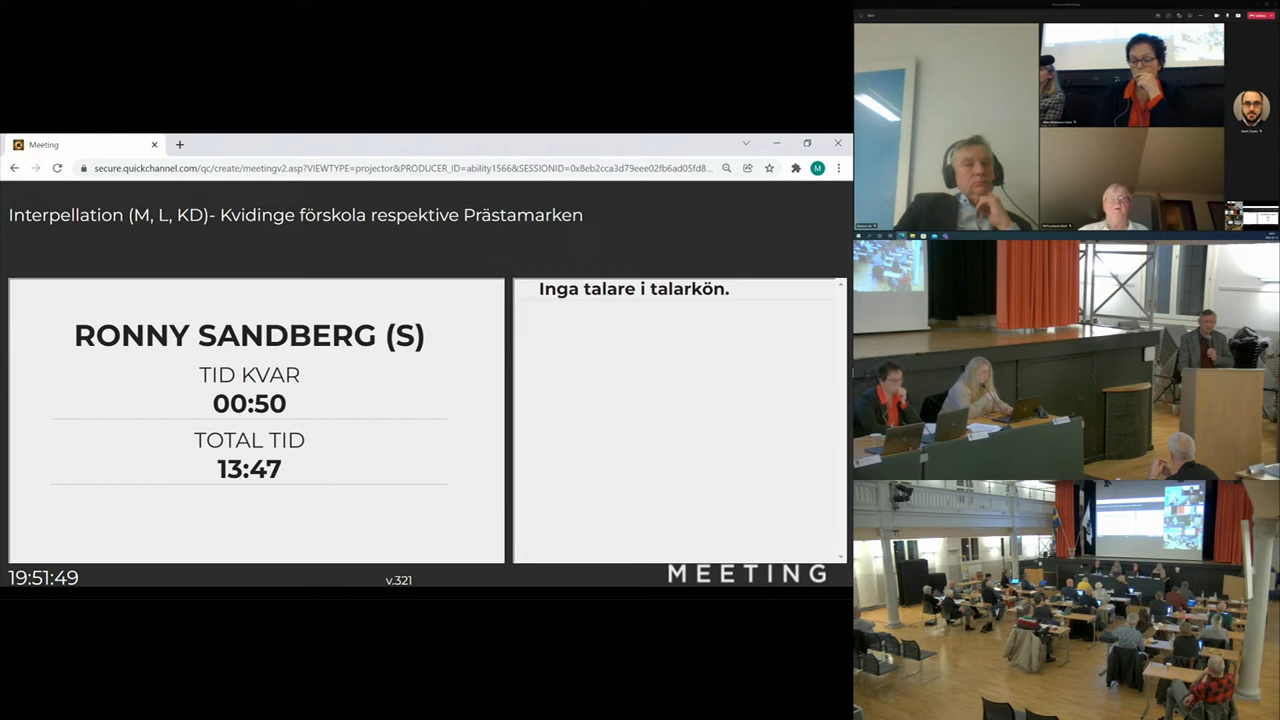 Meeting
secure.quickchannel.com/qc/create/meetingv2.asp?VIEWTYPE=projector&PRODUCER_ID=ability1566&SESSIONID=0x8eb2cca3d79eee02fb6ad05fd8...
M
Interpellation (M, L, KD)- Kvidinge förskola respektive Prästamarken
RONNY SANDBERG (S)
TID KVAR
00:50
TOTAL TID
13:47
Inga talare i talarkön.
19:51:49
v.321
MEETING